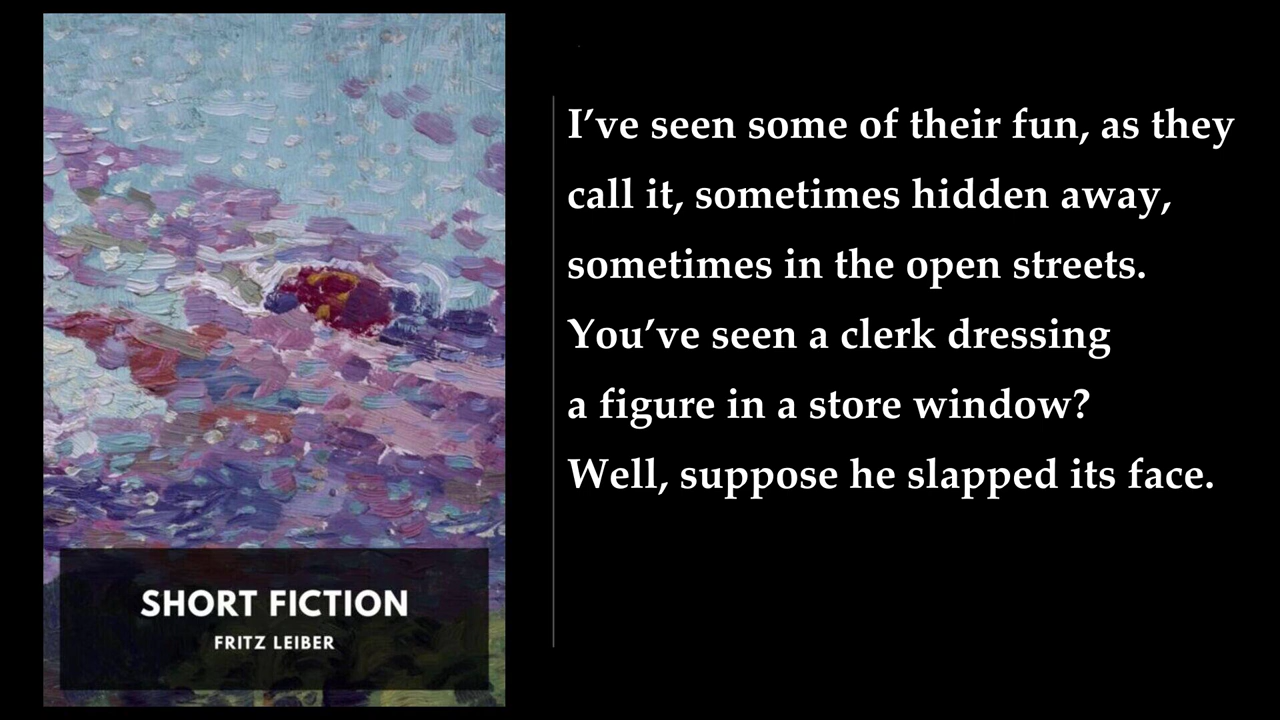 I’ve seen some of their fun, as they
call it, sometimes hidden away,
sometimes in the open streets.
You’ve seen a clerk dressing
a figure in a store window?
Well, suppose he slapped its face.
SHORT FICTION
FRITZ LEIBER